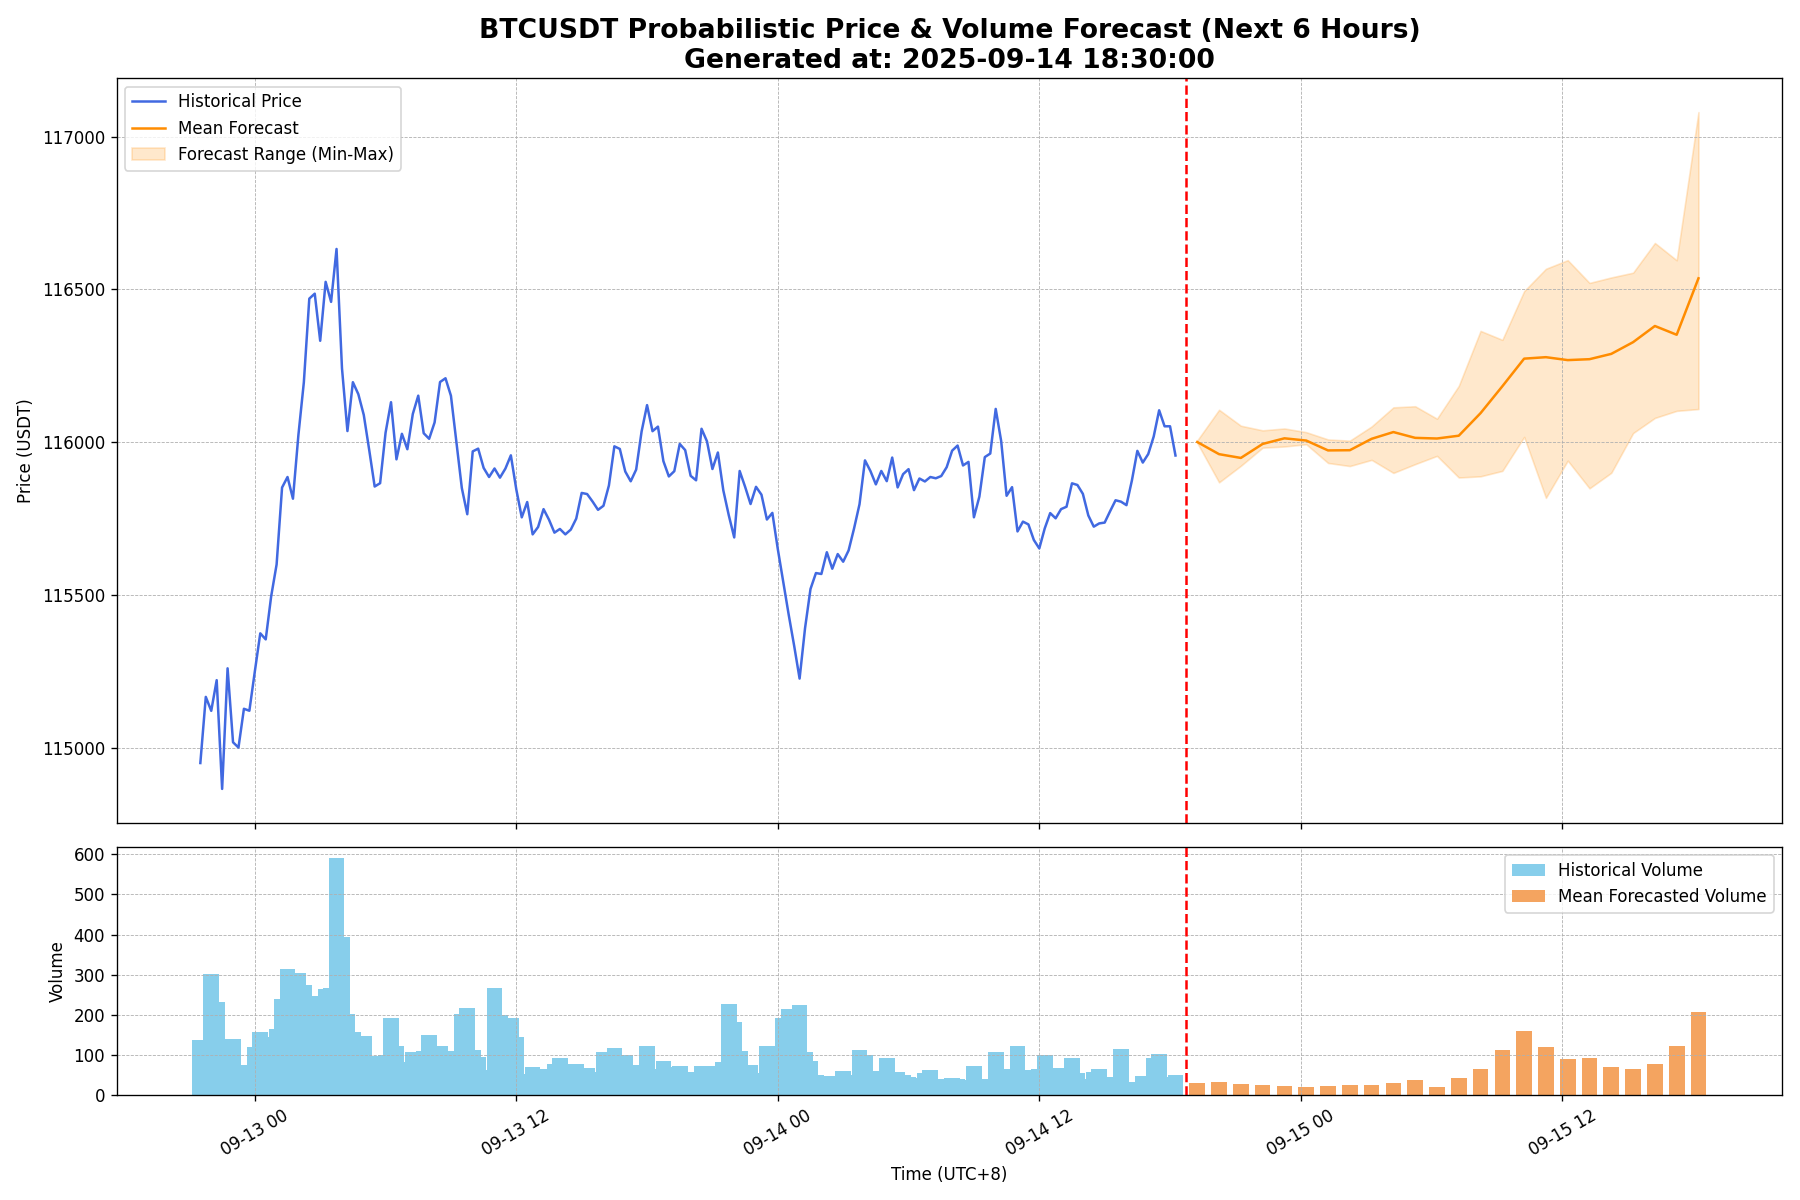 BTCUSDT Probabilistic Price & Volume Forecast (Next 6 Hours)
Generated at: 2025-09-14 18:30:00
Historical Price
Mean Forecast
Forecast Range (Min-Max)
117000
116500
116000
115500
115000
Price (USDT)
Historical Volume
Mean Forecasted Volume
600
500
400
300
200
100
0
Volume
09-13 00
09-13 12
09-14 00
09-14 12
09-15 00
09-15 12
Time (UTC+8)